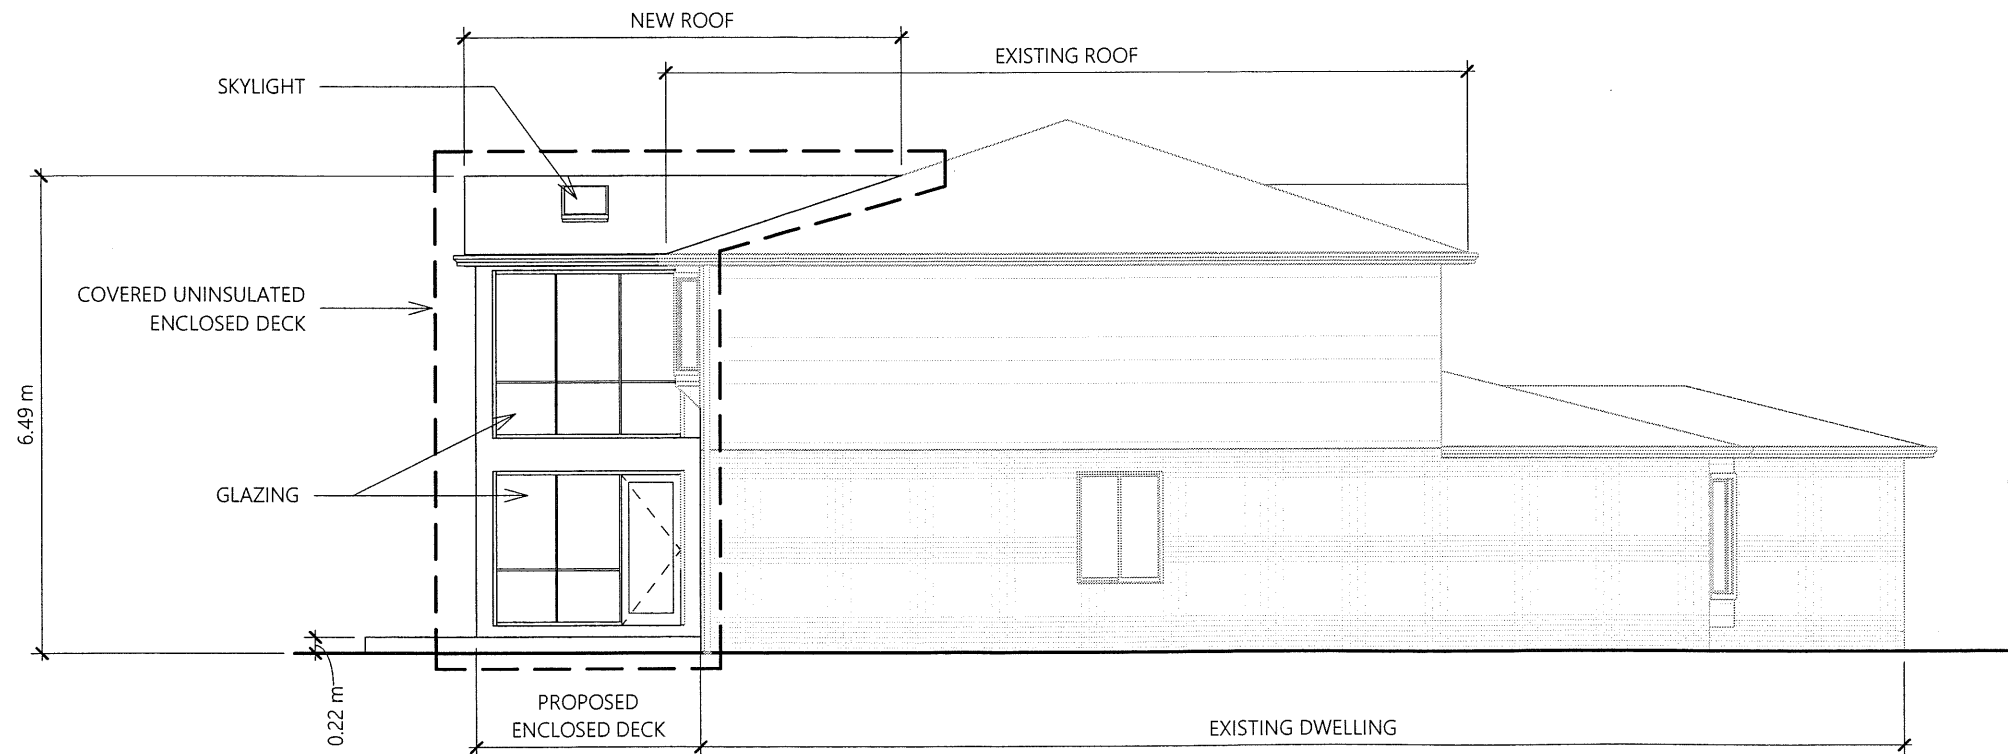 NEW ROOF
EXISTING ROOF
SKYLIGHT
COVERED UNINSULATED
ENCLOSED DECK
6.49 m
GLAZING
0.22 m
PROPOSED
ENCLOSED DECK
EXISTING DWELLING